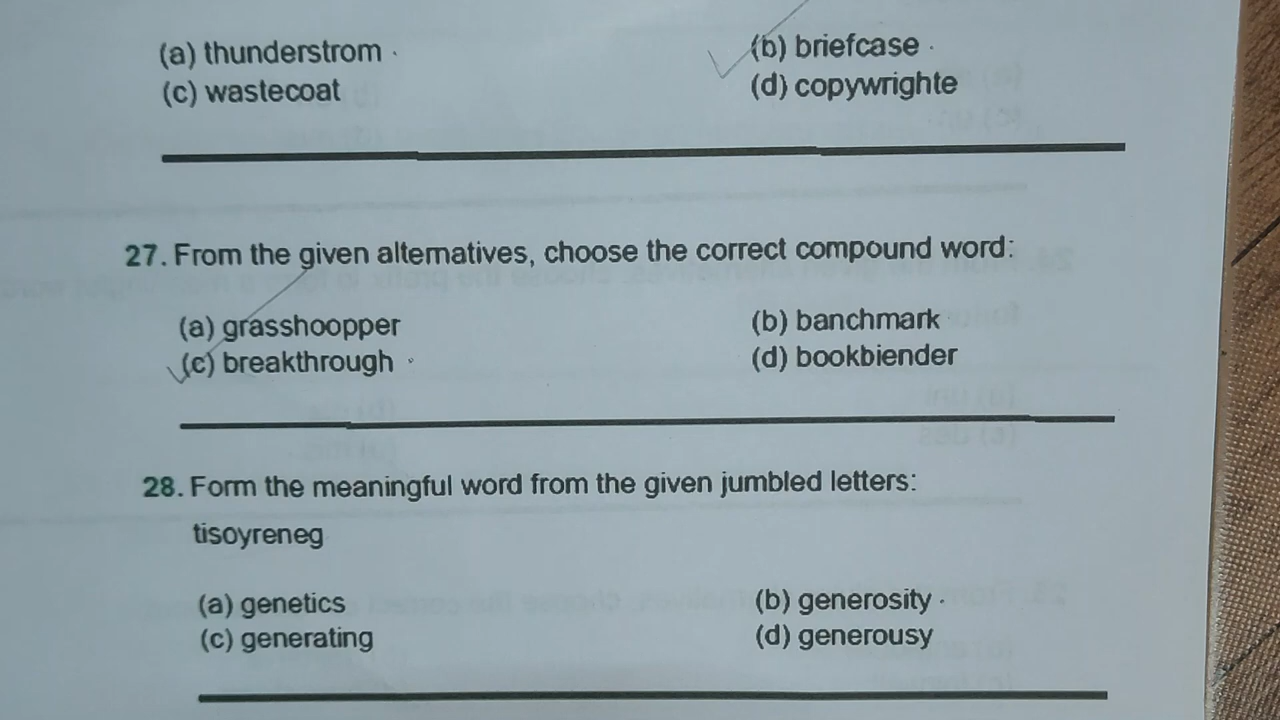 (a) thunderstrom (b) briefcase
(c) wastecoat (d) copywrighte
27. From the given alternatives, choose the correct compound word:
(a) grasshoopper (b) banchmark
(c) breakthrough (d) bookbiender
28. Form the meaningful word from the given jumbled letters:
tisoyreneg
(a) genetics (b) generosity
(c) generating (d) generousy